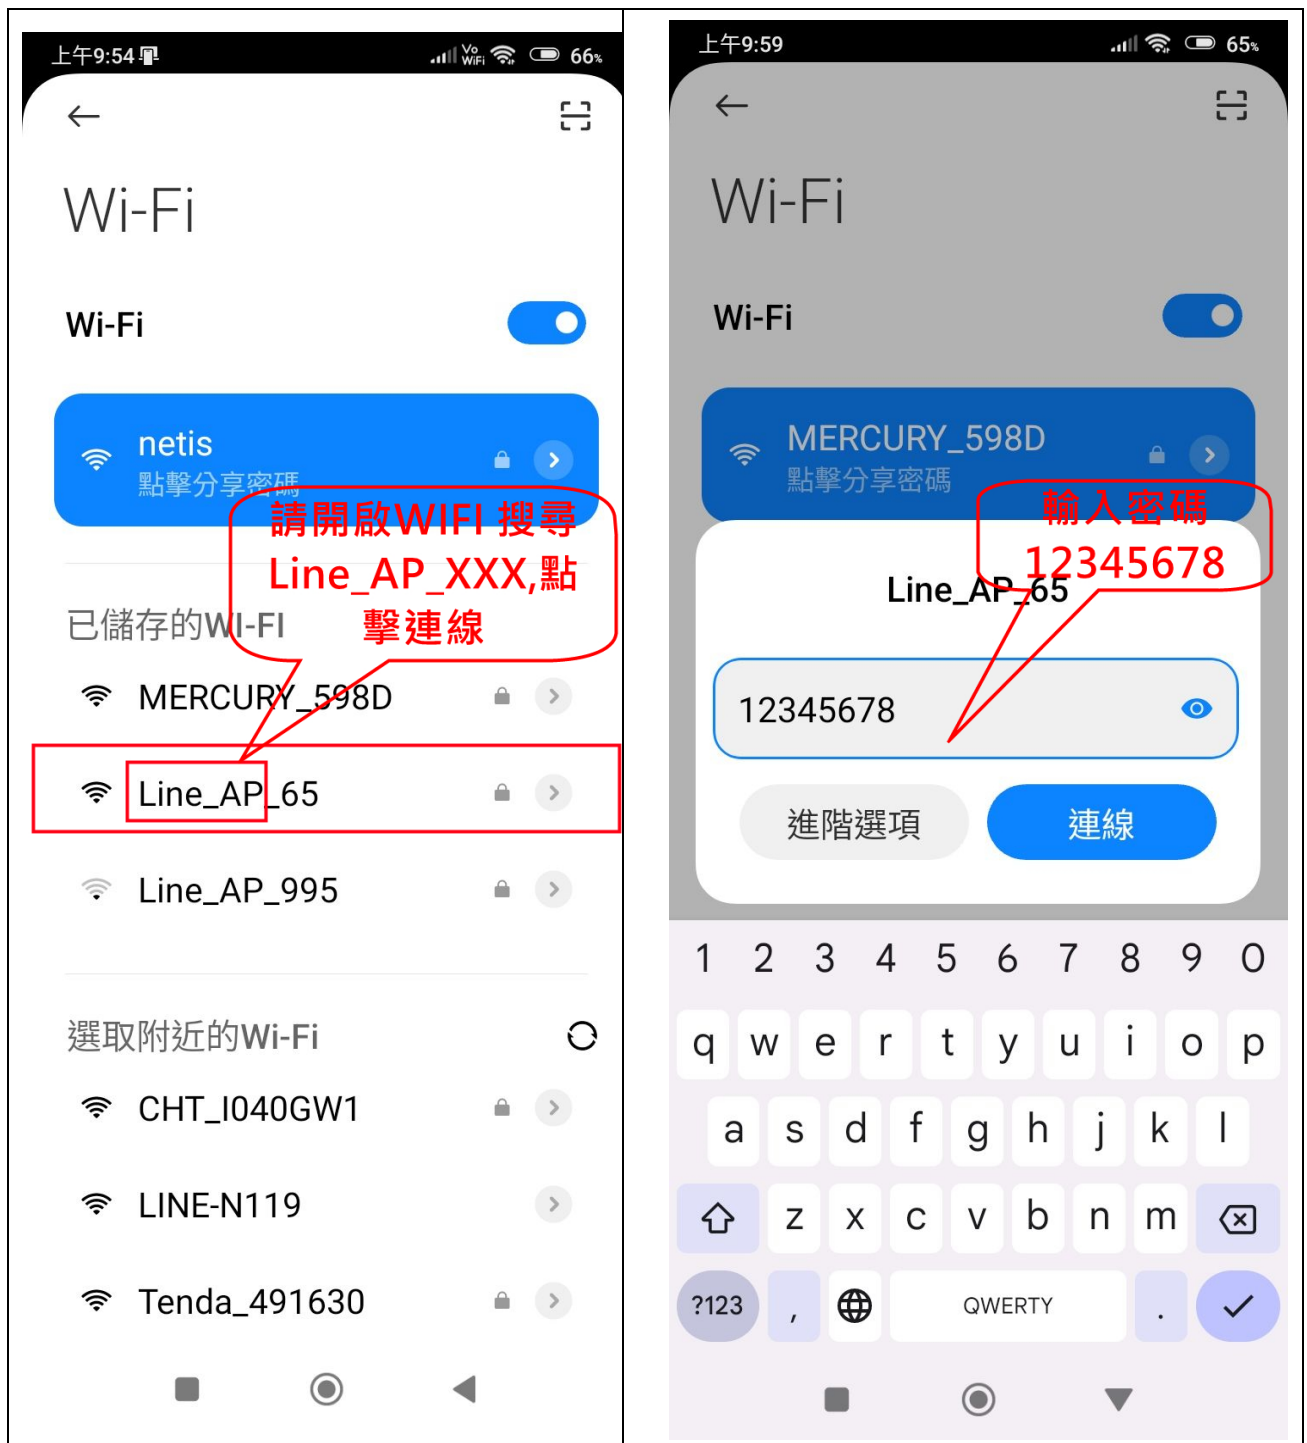 上午9:54
Vo
WiFi
66%
Wi-Fi
Wi-Fi
netis
點擊分享密碼
請開啟WIFI 搜尋
Line_AP_XXX,點
擊連線
已儲存的WI-FI
MERCURY_598D
Line_AP_65
Line_AP_995
選取附近的Wi-Fi
CHT_I040GW1
LINE-N119
Tenda_491630
上午9:59
65%
Wi-Fi
Wi-Fi
MERCURY_598D
點擊分享密碼
輸入密碼
12345678
Line_AP_65
12345678
進階選項
連線
1 2 3 4 5 6 7 8 9 0
q w e r t y u i o p
a s d f g h j k l
z x c v b n m
?123 , QWERTY .